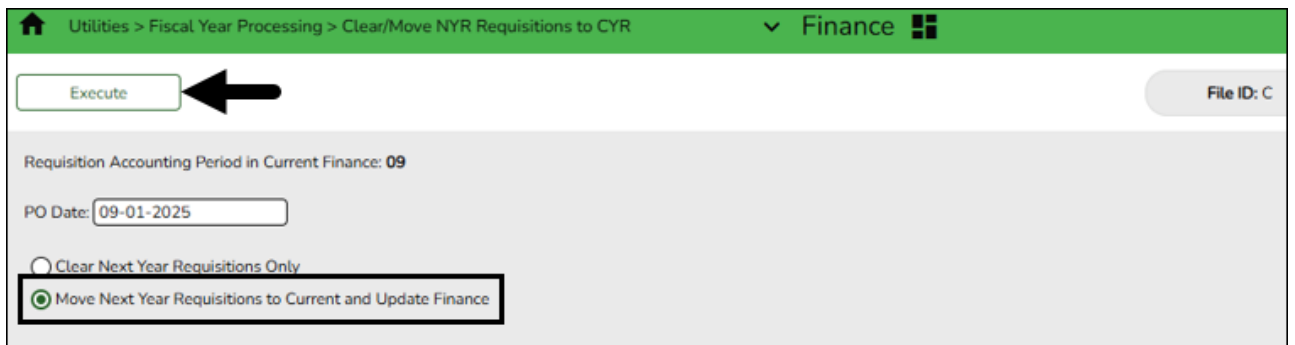 Utilities > Fiscal Year Processing > Clear/Move NYR Requisitions to CYR
Finance
Execute
File ID: C
Requisition Accounting Period in Current Finance: 09
PO Date: 09-01-2025
Clear Next Year Requisitions Only
Move Next Year Requisitions to Current and Update Finance